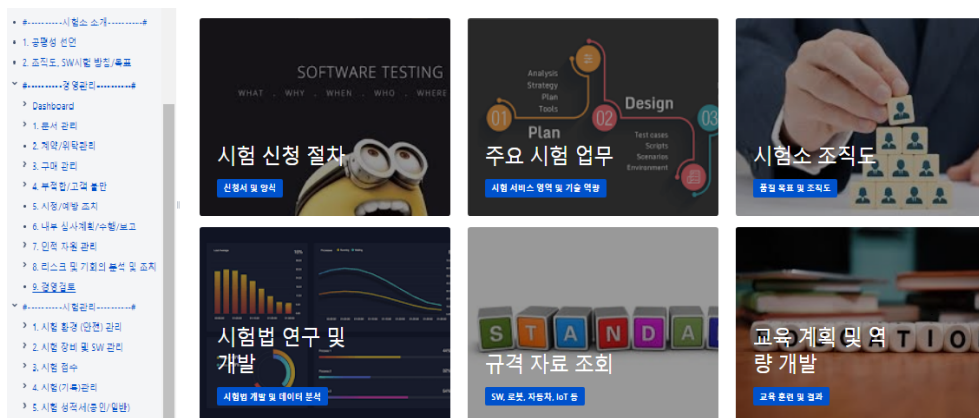 #----------시험소 소개----------#
1. 공평성 선언
2. 조직도, SW시험 방침/목표
#----------경영관리----------#
Dashboard
1. 문서 관리
2. 계약/위탁관리
3. 구매 관리
4. 부적합/고객 불만
5. 시정/예방 조치
6. 내부 심사계획/수행/보고
7. 인적 자원 관리
8. 리스크 및 기회의 분석 및 조치
9. 경영검토
#----------시험관리----------#
1. 시험 환경 (안전) 관리
2. 시험 장비 및 SW 관리
3. 시험 접수
4. 시험(기록)관리
5. 시험 성적서(공인/일반)
SOFTWARE TESTING
WHAT . WHY . WHEN . WHO . WHERE
시험 신청 절차
신청서 및 양식
Analysis
Strategy
Plan
Tools
01
Plan
02
Design
03
Test cases
Scripts
Scenarios
Environment
주요 시험 업무
시험 서비스 영역 및 기술 역량
시험소 조직도
품질 목표 및 조직도
시험법 연구 및
개발
시험법 개발 및 데이터 분석
STANDA
규격 자료 조회
SW, 로봇, 자동차, IoT 등
교육 계획 및 역
량 개발
교육 훈련 및 결과